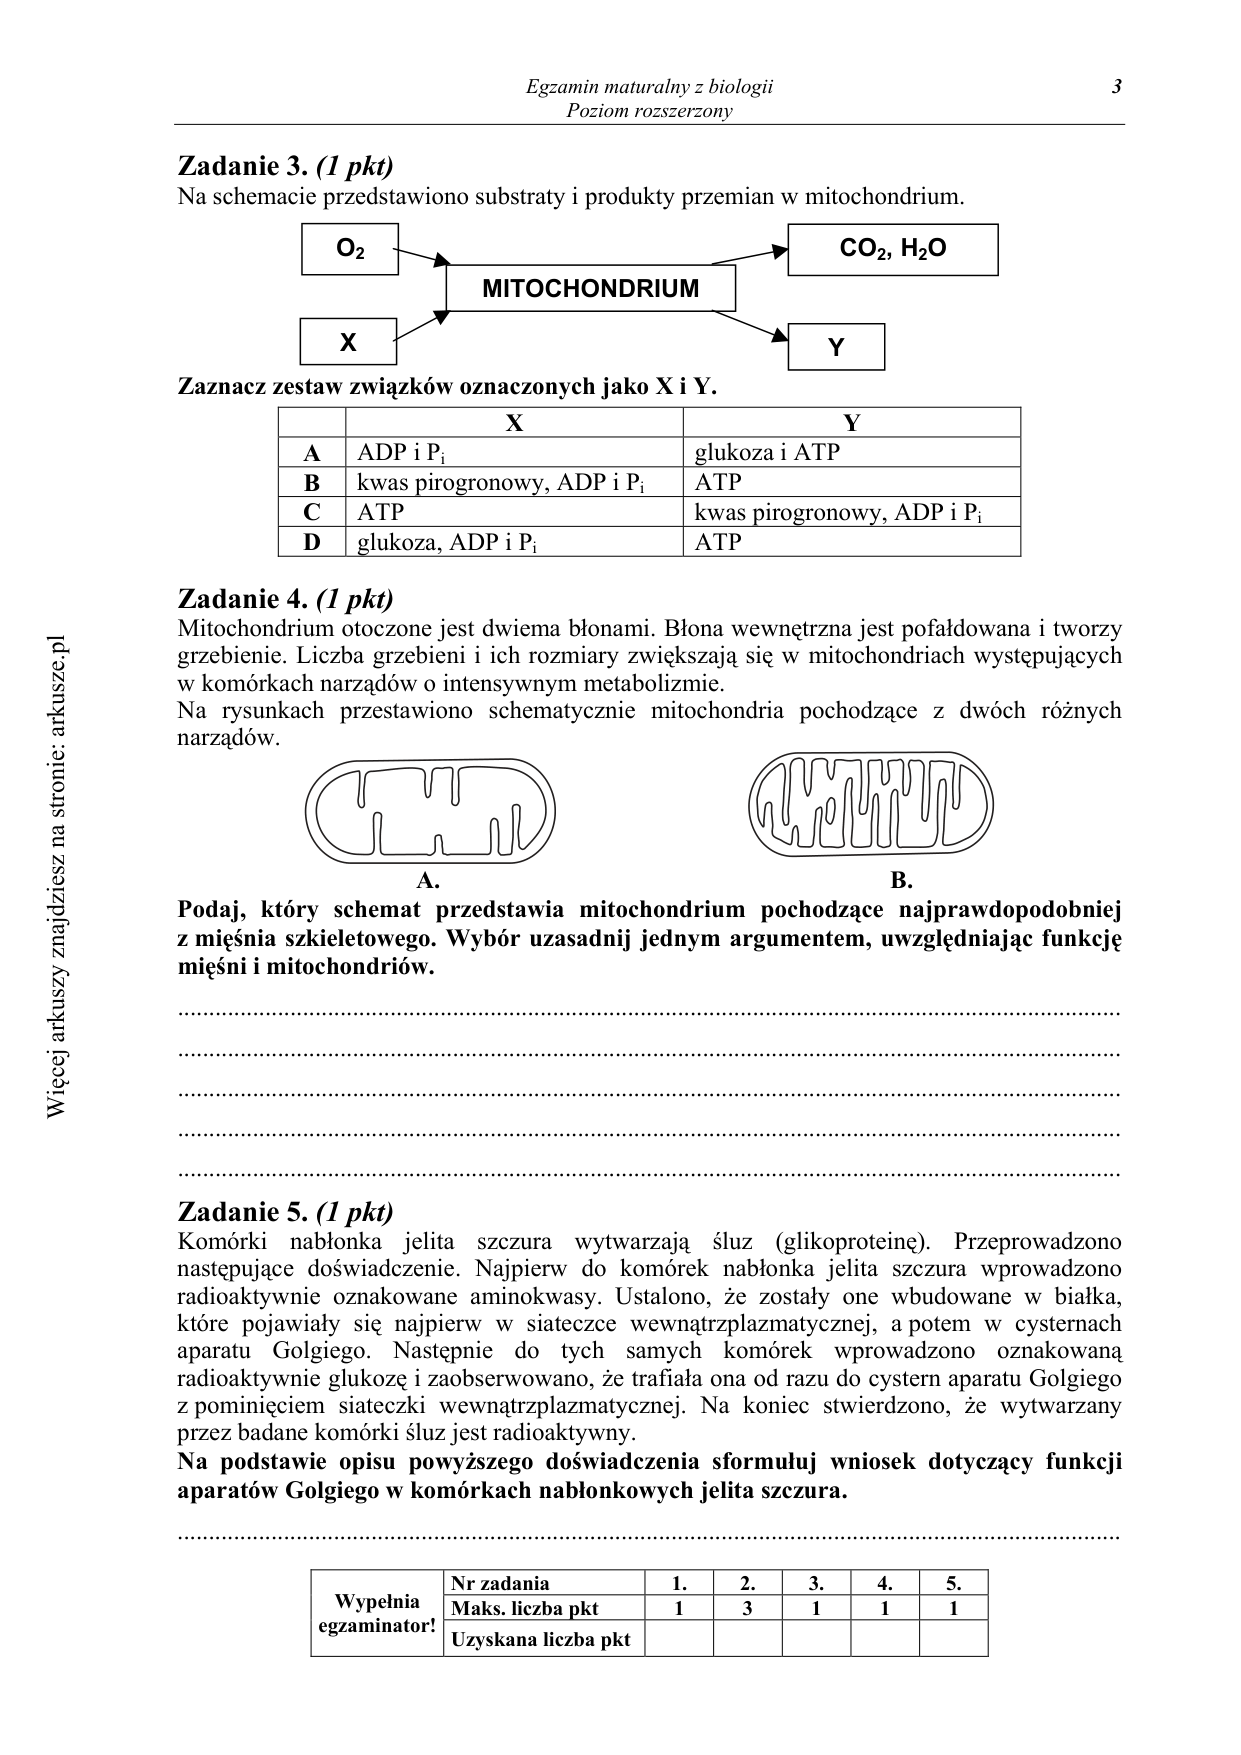 Egzamin maturalny z biologii
3
Poziom rozszerzony
Zadanie 3. (1 pkt)
Na schemacie przedstawiono substraty i produkty przemian w mitochondrium.
O2
CO2, H2O
MITOCHONDRIUM
X
Y
Zaznacz zestaw związków oznaczonych jako X i Y.
X Y
A ADP i Pi glukoza i ATP
B kwas pirogronowy, ADP i Pi ATP
C ATP kwas pirogronowy, ADP i Pi
D glukoza, ADP i Pi ATP
Zadanie 4. (1 pkt)
Mitochondrium otoczone jest dwiema błonami. Błona wewnętrzna jest pofałdowana i tworzy
grzebienie. Liczba grzebieni i ich rozmiary zwiększają się w mitochondriach występujących
w komórkach narządów o intensywnym metabolizmie.
Na rysunkach przestawiono schematycznie mitochondria pochodzące z dwóch różnych
narządów.
A. B.
Podaj, który schemat przedstawia mitochondrium pochodzące najprawdopodobniej
z mięśnia szkieletowego. Wybór uzasadnij jednym argumentem, uwzględniając funkcję
mięśni i mitochondriów.
Zadanie 5. (1 pkt)
Komórki nabłonka jelita szczura wytwarzają śluz (glikoproteinę). Przeprowadzono
następujące doświadczenie. Najpierw do komórek nabłonka jelita szczura wprowadzono
radioaktywnie oznakowane aminokwasy. Ustalono, że zostały one wbudowane w białka,
które pojawiały się najpierw w siateczce wewnątrzplazmatycznej, a potem w cysternach
aparatu Golgiego. Następnie do tych samych komórek wprowadzono oznakowaną
radioaktywnie glukozę i zaobserwowano, że trafiała ona od razu do cystern aparatu Golgiego
z pominięciem siateczki wewnątrzplazmatycznej. Na koniec stwierdzono, że wytwarzany
przez badane komórki śluz jest radioaktywny.
Na podstawie opisu powyższego doświadczenia sformułuj wniosek dotyczący funkcji
aparatów Golgiego w komórkach nabłonkowych jelita szczura.
Wypełnia
egzaminator!
Nr zadania 1. 2. 3. 4. 5.
Maks. liczba pkt 1 3 1 1 1
Uzyskana liczba pkt
Więcej arkuszy znajdziesz na stronie: arkusze.pl